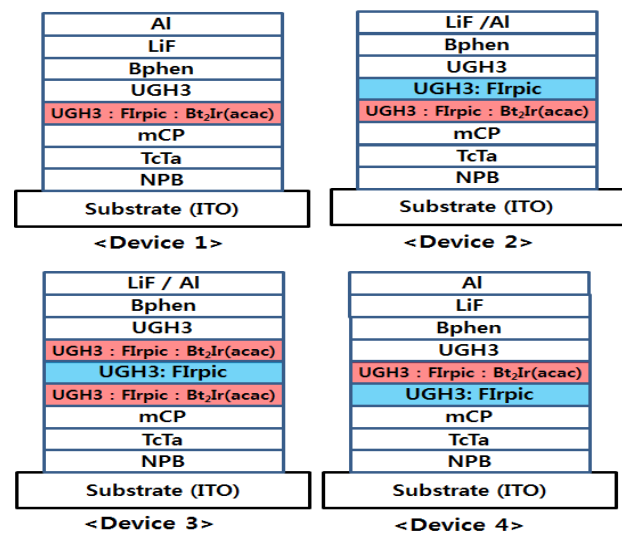 Al
LiF
Bphen
UGH3
UGH3 : FIrpic : Bt₂Ir(acac)
mCP
TcTa
NPB
Substrate (ITO)
<Device 1>
LiF /Al
Bphen
UGH3
UGH3: FIrpic
UGH3 : FIrpic : Bt₂Ir(acac)
mCP
TcTa
NPB
Substrate (ITO)
<Device 2>
LiF / Al
Bphen
UGH3
UGH3 : FIrpic : Bt₂Ir(acac)
UGH3: FIrpic
UGH3 : FIrpic : Bt₂Ir(acac)
mCP
TcTa
NPB
Substrate (ITO)
<Device 3>
Al
LiF
Bphen
UGH3
UGH3 : FIrpic : Bt₂Ir(acac)
UGH3: FIrpic
mCP
TcTa
NPB
Substrate (ITO)
<Device 4>